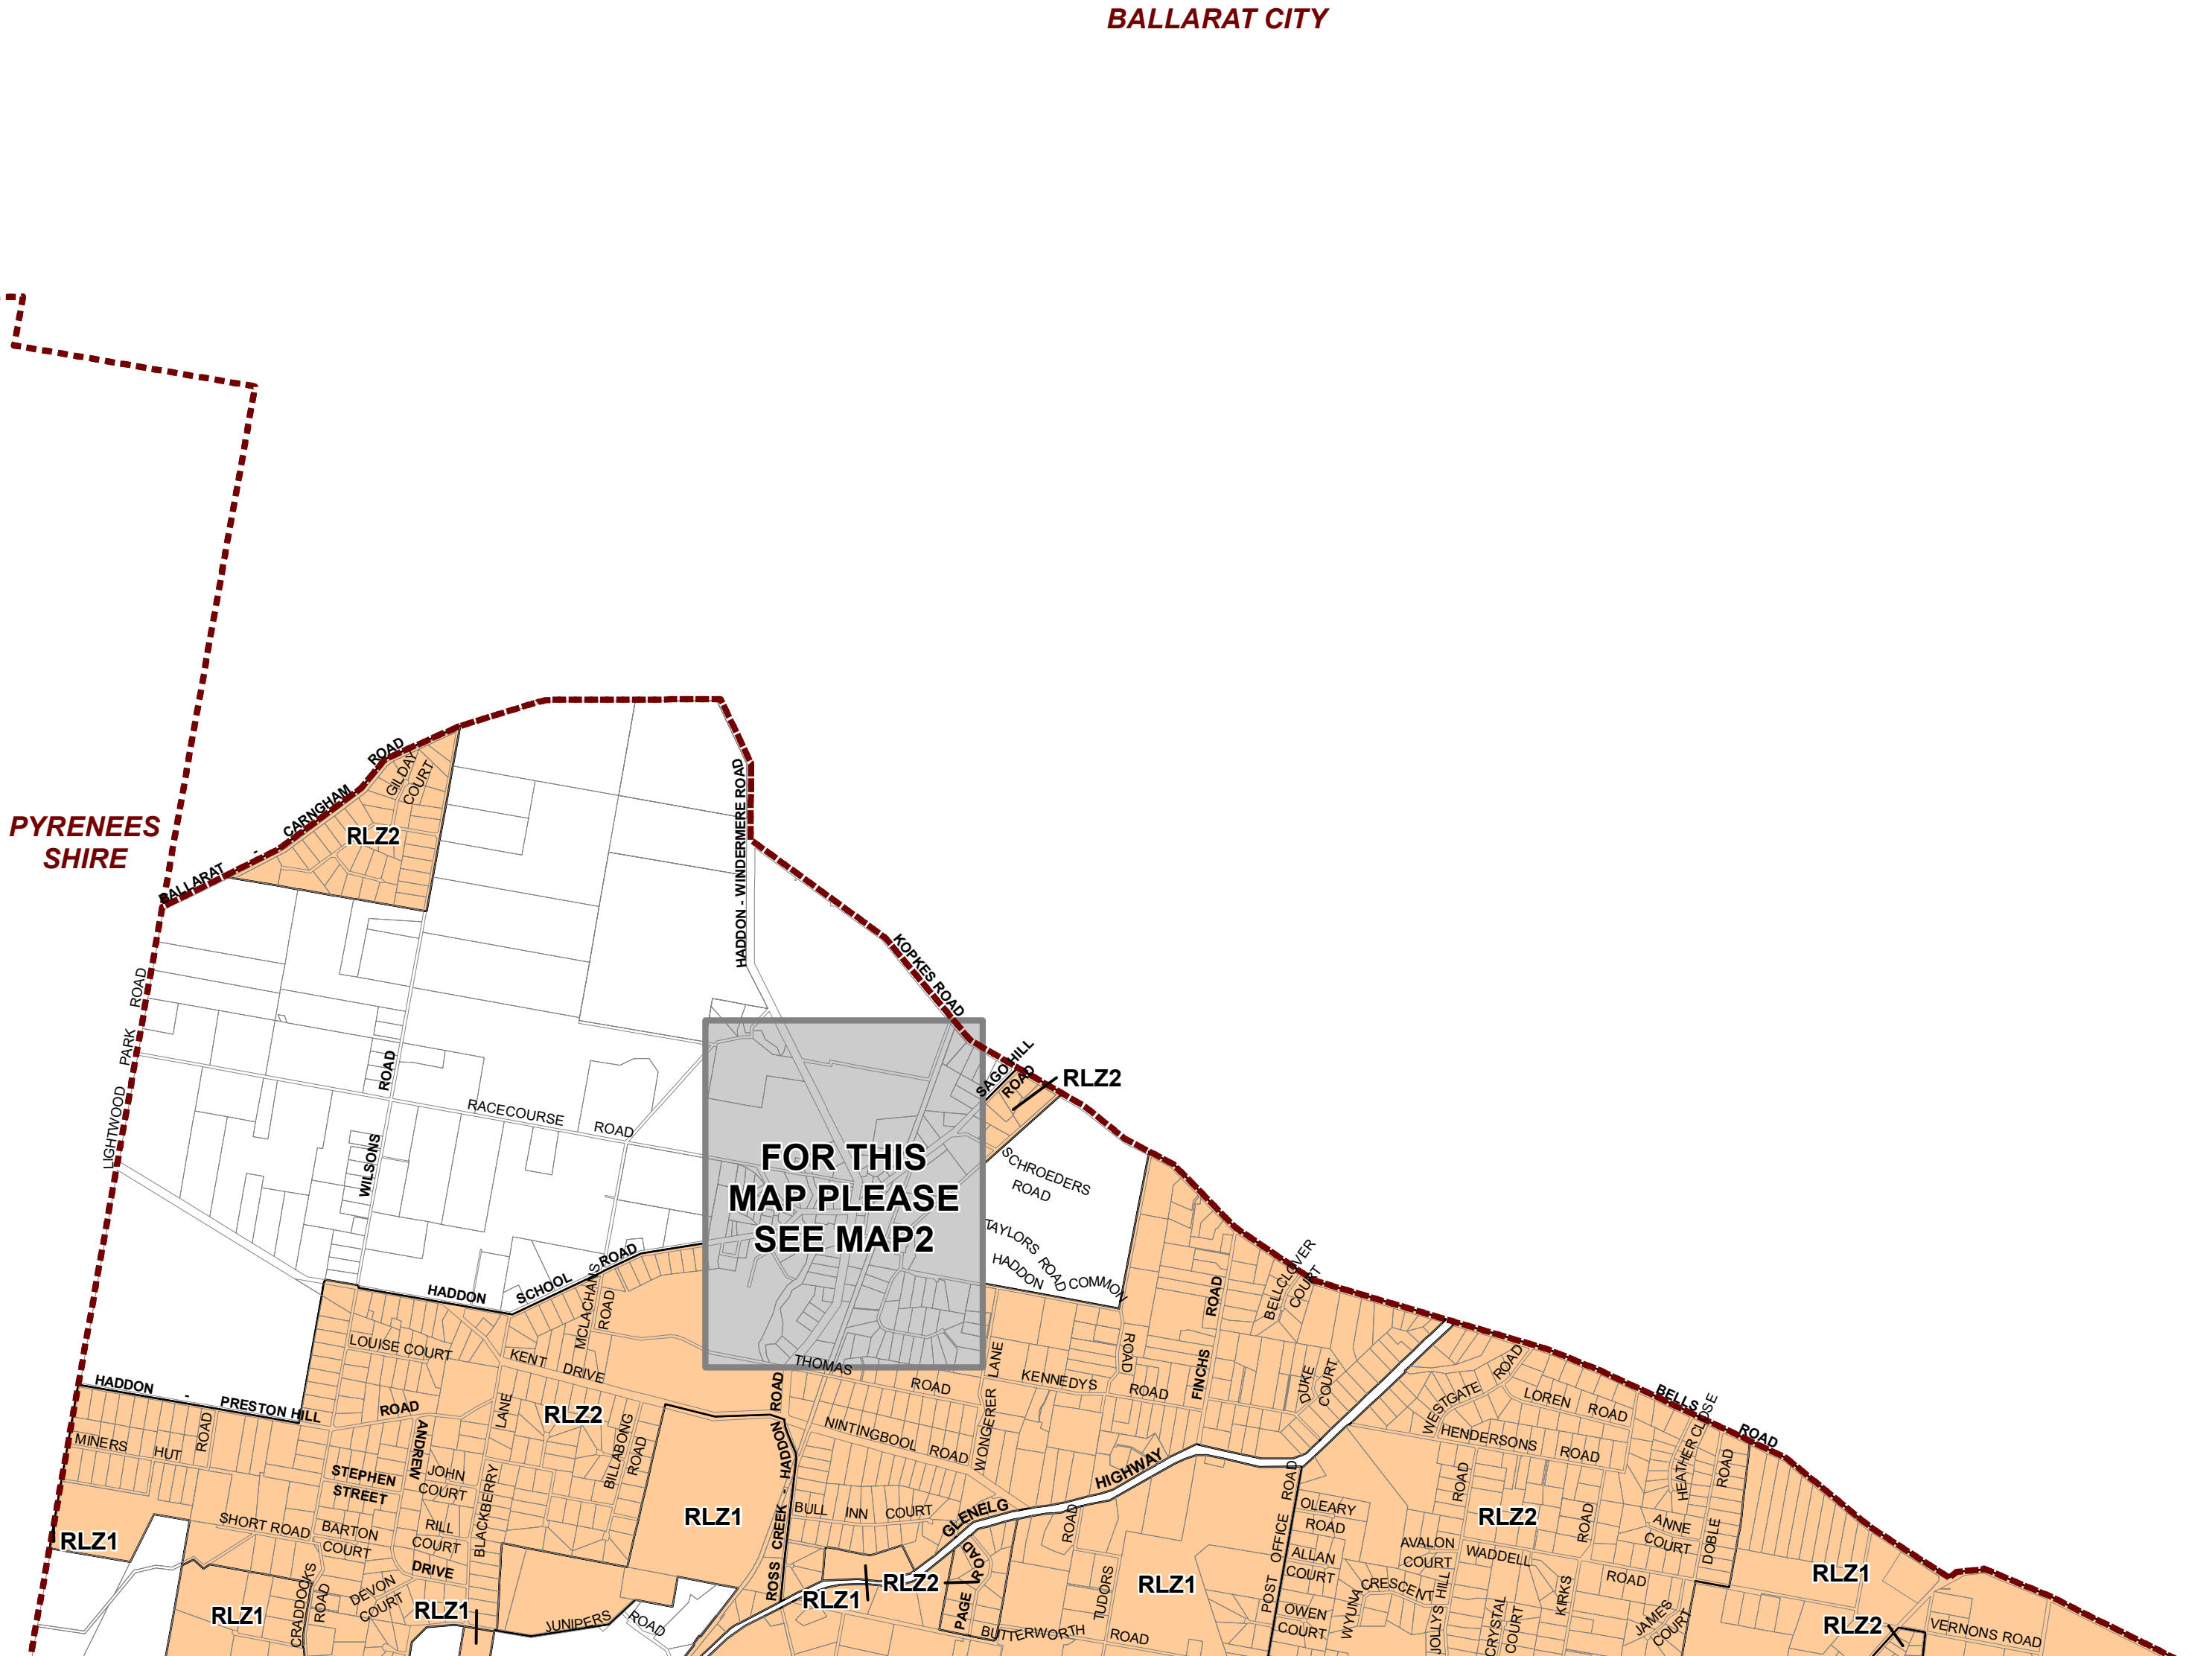 BALLARAT CITY
PYRENEES
SHIRE
BALLARAT - CARNGHAM ROAD
GILDAY
COURT
RLZ2
HADDON - WINDERMERE ROAD
KOPKES ROAD
SAGO HILL
ROAD
RLZ2
LIGHTWOOD PARK ROAD
WILSONS ROAD
RACECOURSE ROAD
FOR THIS
MAP PLEASE
SEE MAP2
SCHROEDERS
ROAD
TAYLORS ROAD
HADDON COMMON
ROAD
HADDON SCHOOL ROAD
MCLACHANS
ROAD
LOUISE COURT
KENT DRIVE
THOMAS ROAD
HADDON - PRESTON HILL ROAD
MINERS HUT ROAD
ANDREW
DRIVE
STEPHEN
STREET
JOHN
COURT
BLACKBERRY LANE
RLZ2
BILLABONG
ROAD
SHORT ROAD
BARTON
COURT
RILL
COURT
RLZ1
RLZ1
CRADDOCKS
ROAD
DEVON
COURT
RLZ1
JUNIPERS ROAD
RLZ1
ROSS CREEK - HADDON ROAD
NINTINGBOOL ROAD
WONGERER LANE
KENNEDYS ROAD
FINCHS ROAD
BELLCLOVER
COURT
DUKE
COURT
BULL INN COURT
GLENELG HIGHWAY
RLZ1
RLZ2
PAGE ROAD
BUTTERWORTH ROAD
TUDORS ROAD
RLZ1
POST OFFICE ROAD
OLEARY
ROAD
ALLAN
COURT
OWEN
COURT
WYUNA CRESCENT
AVALON
COURT
JOLLYS HILL ROAD
WESTGATE ROAD
LOREN ROAD
HENDERSONS ROAD
RLZ2
WADDELL ROAD
CRYSTAL
COURT
KIRKS ROAD
BELLS ROAD
HEATHER CLOSE
ANNE
COURT
DOBLE ROAD
JAMES
COURT
RLZ1
RLZ2
VERNONS ROAD